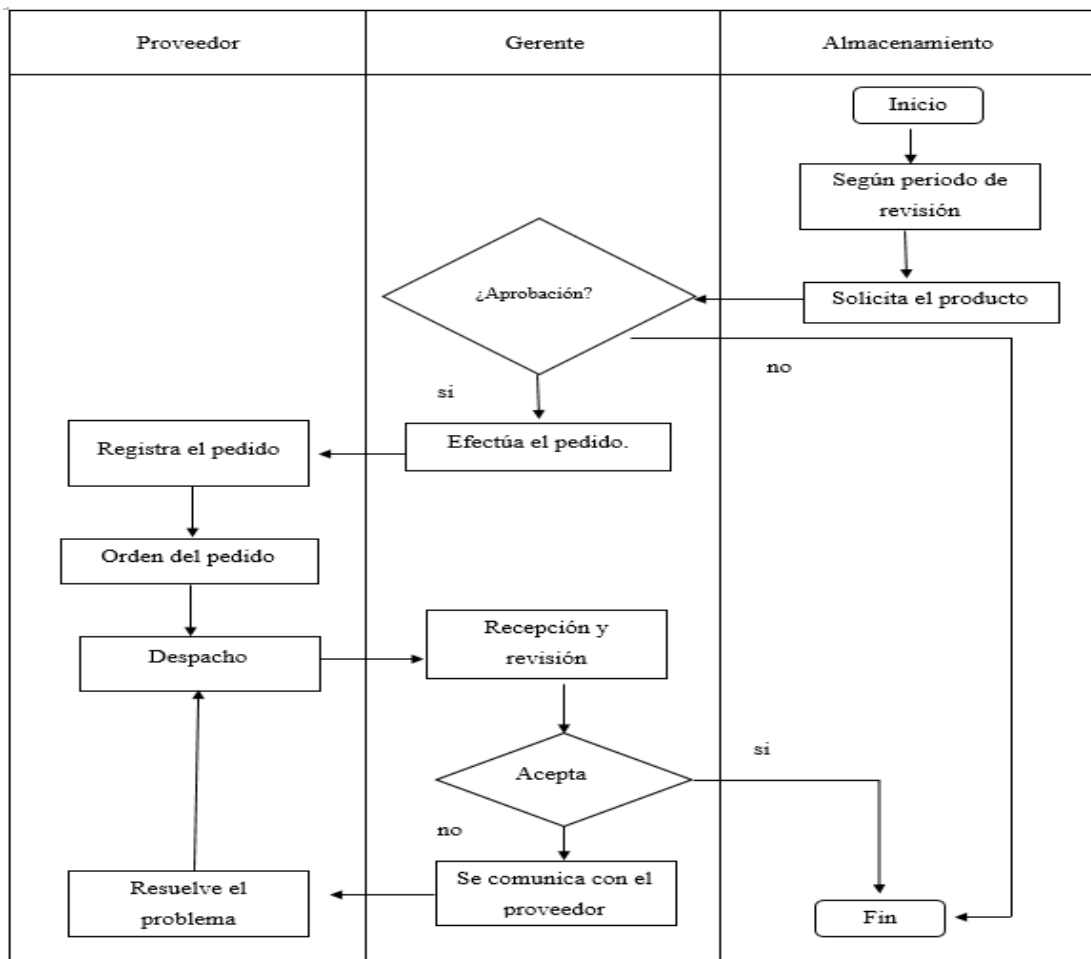 Proveedor
Gerente
Almacenamiento
Inicio
Según periodo de
revisión
¿Aprobación?
Solicita el producto
no
si
Registra el pedido
Efectúa el pedido.
Orden del pedido
Despacho
Recepción y
revisión
si
Acepta
no
Resuelve el
problema
Se comunica con el
proveedor
Fin